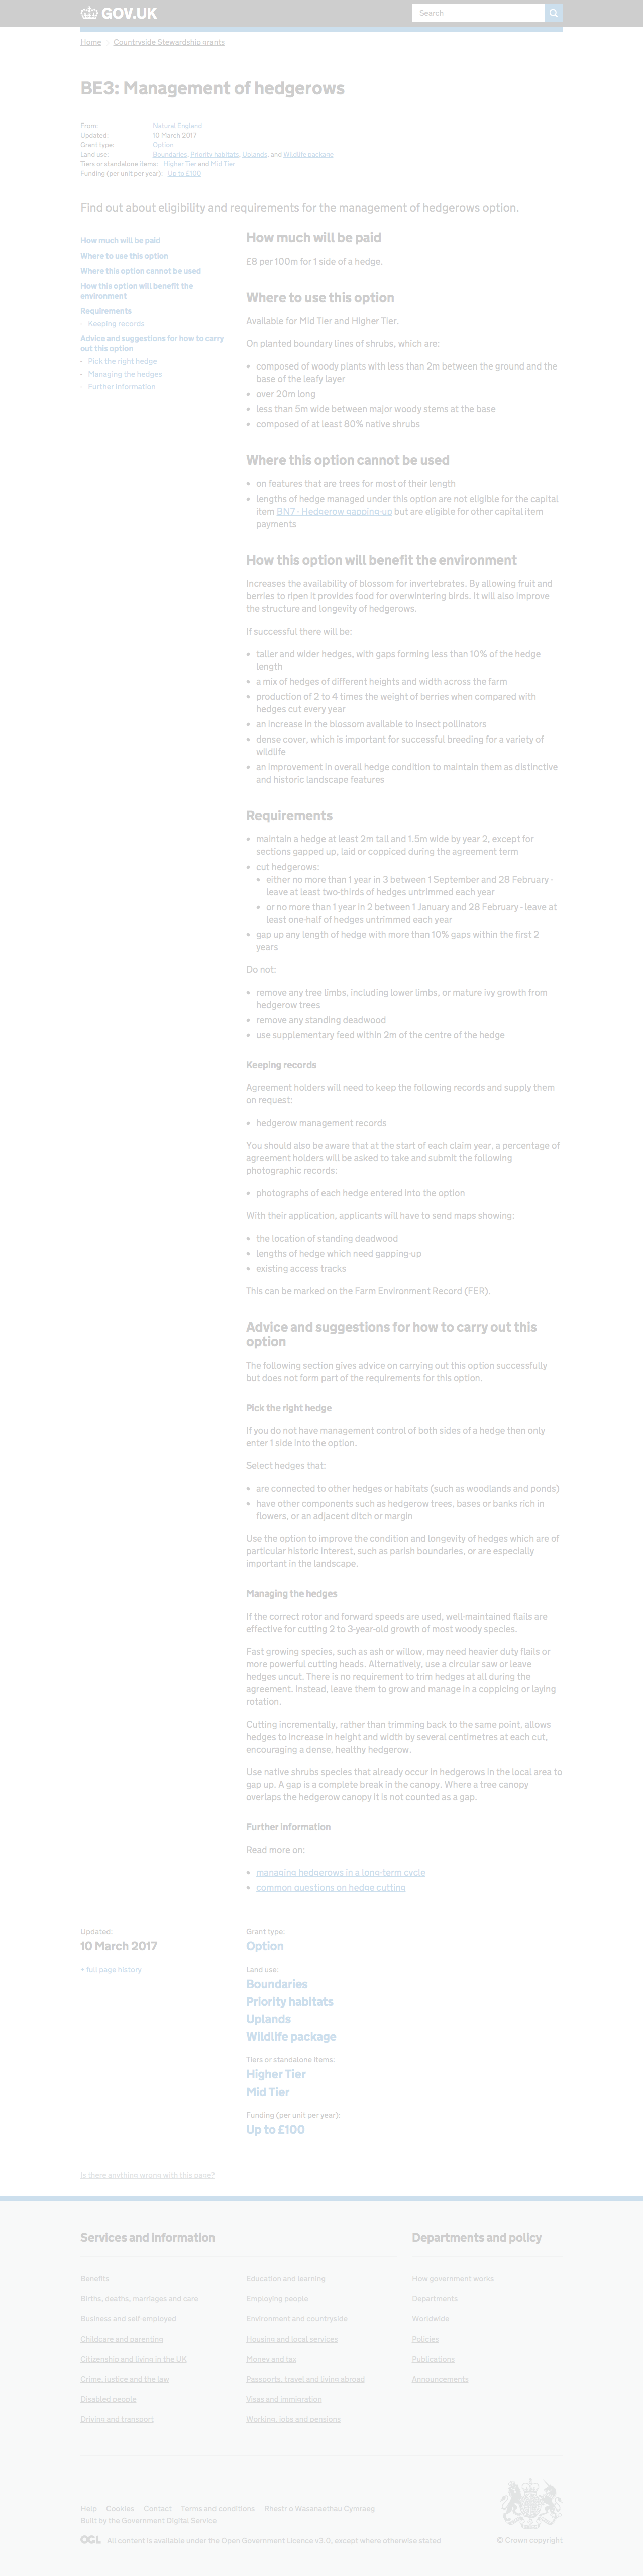 GOV.UK
Search
Home
Countryside Stewardship grants
BE3: Management of hedgerows
From: Natural England
Updated: 10 March 2017
Grant type: Option
Land use: Boundaries, Priority habitats, Uplands, and Wildlife package
Tiers or standalone items: Higher Tier and Mid Tier
Funding (per unit per year): Up to £100
Find out about eligibility and requirements for the management of hedgerows option.
How much will be paid
Where to use this option
Where this option cannot be used
How this option will benefit the
environment
Requirements
- Keeping records
Advice and suggestions for how to carry
out this option
- Pick the right hedge
- Managing the hedges
- Further information
How much will be paid
£8 per 100m for 1 side of a hedge.
Where to use this option
Available for Mid Tier and Higher Tier.
On planted boundary lines of shrubs, which are:
• composed of woody plants with less than 2m between the ground and the
base of the leafy layer
• over 20m long
• less than 5m wide between major woody stems at the base
• composed of at least 80% native shrubs
Where this option cannot be used
• on features that are trees for most of their length
• lengths of hedge managed under this option are not eligible for the capital
item BN7 - Hedgerow gapping-up but are eligible for other capital item
payments
How this option will benefit the environment
Increases the availability of blossom for invertebrates. By allowing fruit and
berries to ripen it provides food for overwintering birds. It will also improve
the structure and longevity of hedgerows.
If successful there will be:
• taller and wider hedges, with gaps forming less than 10% of the hedge
length
• a mix of hedges of different heights and width across the farm
• production of 2 to 4 times the weight of berries when compared with
hedges cut every year
• an increase in the blossom available to insect pollinators
• dense cover, which is important for successful breeding for a variety of
wildlife
• an improvement in overall hedge condition to maintain them as distinctive
and historic landscape features
Requirements
• maintain a hedge at least 2m tall and 1.5m wide by year 2, except for
sections gapped up, laid or coppiced during the agreement term
• cut hedgerows:
• either no more than 1 year in 3 between 1 September and 28 February -
leave at least two-thirds of hedges untrimmed each year
• or no more than 1 year in 2 between 1 January and 28 February - leave at
least one-half of hedges untrimmed each year
• gap up any length of hedge with more than 10% gaps within the first 2
years
Do not:
• remove any tree limbs, including lower limbs, or mature ivy growth from
hedgerow trees
• remove any standing deadwood
• use supplementary feed within 2m of the centre of the hedge
Keeping records
Agreement holders will need to keep the following records and supply them
on request:
• hedgerow management records
You should also be aware that at the start of each claim year, a percentage of
agreement holders will be asked to take and submit the following
photographic records:
• photographs of each hedge entered into the option
With their application, applicants will have to send maps showing:
• the location of standing deadwood
• lengths of hedge which need gapping-up
• existing access tracks
This can be marked on the Farm Environment Record (FER).
Advice and suggestions for how to carry out this
option
The following section gives advice on carrying out this option successfully
but does not form part of the requirements for this option.
Pick the right hedge
If you do not have management control of both sides of a hedge then only
enter 1 side into the option.
Select hedges that:
• are connected to other hedges or habitats (such as woodlands and ponds)
• have other components such as hedgerow trees, bases or banks rich in
flowers, or an adjacent ditch or margin
Use the option to improve the condition and longevity of hedges which are of
particular historic interest, such as parish boundaries, or are especially
important in the landscape.
Managing the hedges
If the correct rotor and forward speeds are used, well-maintained flails are
effective for cutting 2 to 3-year-old growth of most woody species.
Fast growing species, such as ash or willow, may need heavier duty flails or
more powerful cutting heads. Alternatively, use a circular saw or leave
hedges uncut. There is no requirement to trim hedges at all during the
agreement. Instead, leave them to grow and manage in a coppicing or laying
rotation.
Cutting incrementally, rather than trimming back to the same point, allows
hedges to increase in height and width by several centimetres at each cut,
encouraging a dense, healthy hedgerow.
Use native shrubs species that already occur in hedgerows in the local area to
gap up. A gap is a complete break in the canopy. Where a tree canopy
overlaps the hedgerow canopy it is not counted as a gap.
Further information
Read more on:
• managing hedgerows in a long-term cycle
• common questions on hedge cutting
Updated:
10 March 2017
+ full page history
Grant type:
Option
Land use:
Boundaries
Priority habitats
Uplands
Wildlife package
Tiers or standalone items:
Higher Tier
Mid Tier
Funding (per unit per year):
Up to £100
Is there anything wrong with this page?
Services and information
Benefits
Births, deaths, marriages and care
Business and self-employed
Childcare and parenting
Citizenship and living in the UK
Crime, justice and the law
Disabled people
Driving and transport
Education and learning
Employing people
Environment and countryside
Housing and local services
Money and tax
Passports, travel and living abroad
Visas and immigration
Working, jobs and pensions
Departments and policy
How government works
Departments
Worldwide
Policies
Publications
Announcements
Help Cookies Contact Terms and conditions Rhestr o Wasanaethau Cymraeg
Built by the Government Digital Service
OGL All content is available under the Open Government Licence v3.0, except where otherwise stated
© Crown copyright